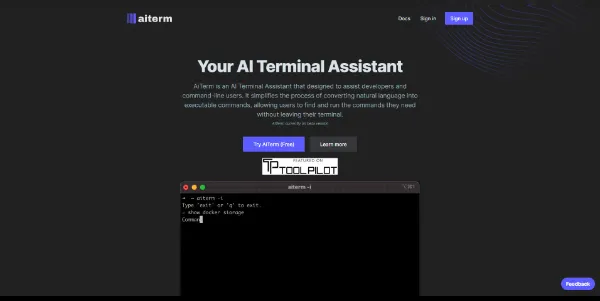 aiterm
Docs
Sign in
Sign up
Your AI Terminal Assistant
AiTerm is an AI Terminal Assistant that designed to assist developers and
command-line users. It simplifies the process of converting natural language into
executable commands, allowing users to find and run the commands they need
without leaving their terminal.
Try AiTerm (Free)
Learn more
FEATURED ON
TOOLPILOT
aiterm -i
~ aiterm -i
Type 'exit' or 'q' to exit.
> show docker storage
Comman
Feedback